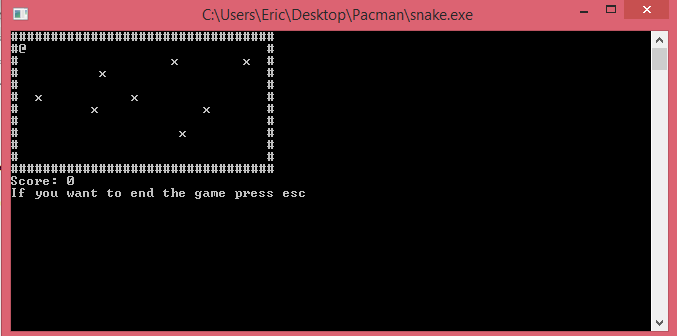 C:\Users\Eric\Desktop\Pacman\snake.exe
#################################
#@                              #
#                   x        x  #
#          x                    #
#                               #
#  x           x                #
#         x             x       #
#                               #
#                    x          #
#                               #
#                               #
#################################
Score: 0
If you want to end the game press esc